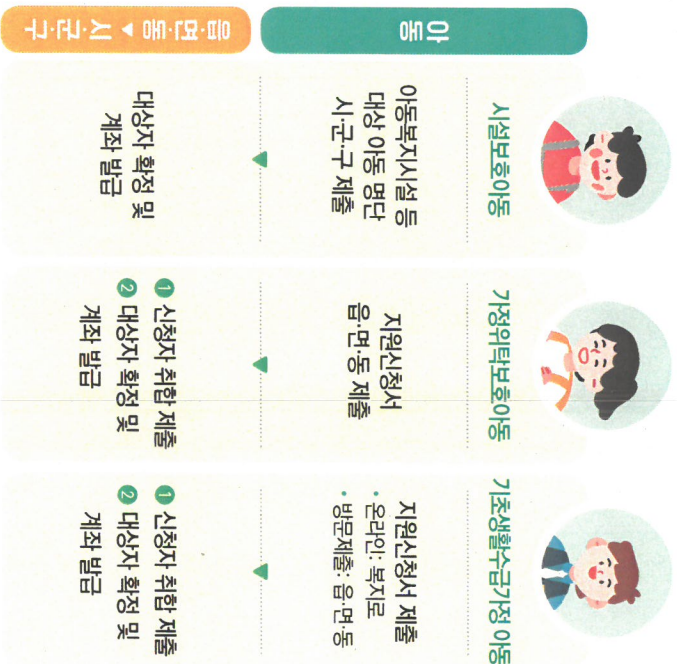 아동
읍·면·동 ▸ 시·군·구
시설보호아동
아동복지시설 등
대상 아동 명단
시·군·구 제출
대상자 확정 및
계좌 발급
가정위탁보호아동
지원신청서
읍·면·동 제출
❶ 신청자 취합 제출
❷ 대상자 확정 및
계좌 발급
기초생활수급가정 아동
지원신청서 제출
• 온라인: 복지로
• 방문제출: 읍·면·동
❶ 신청자 취합 제출
❷ 대상자 확정 및
계좌 발급